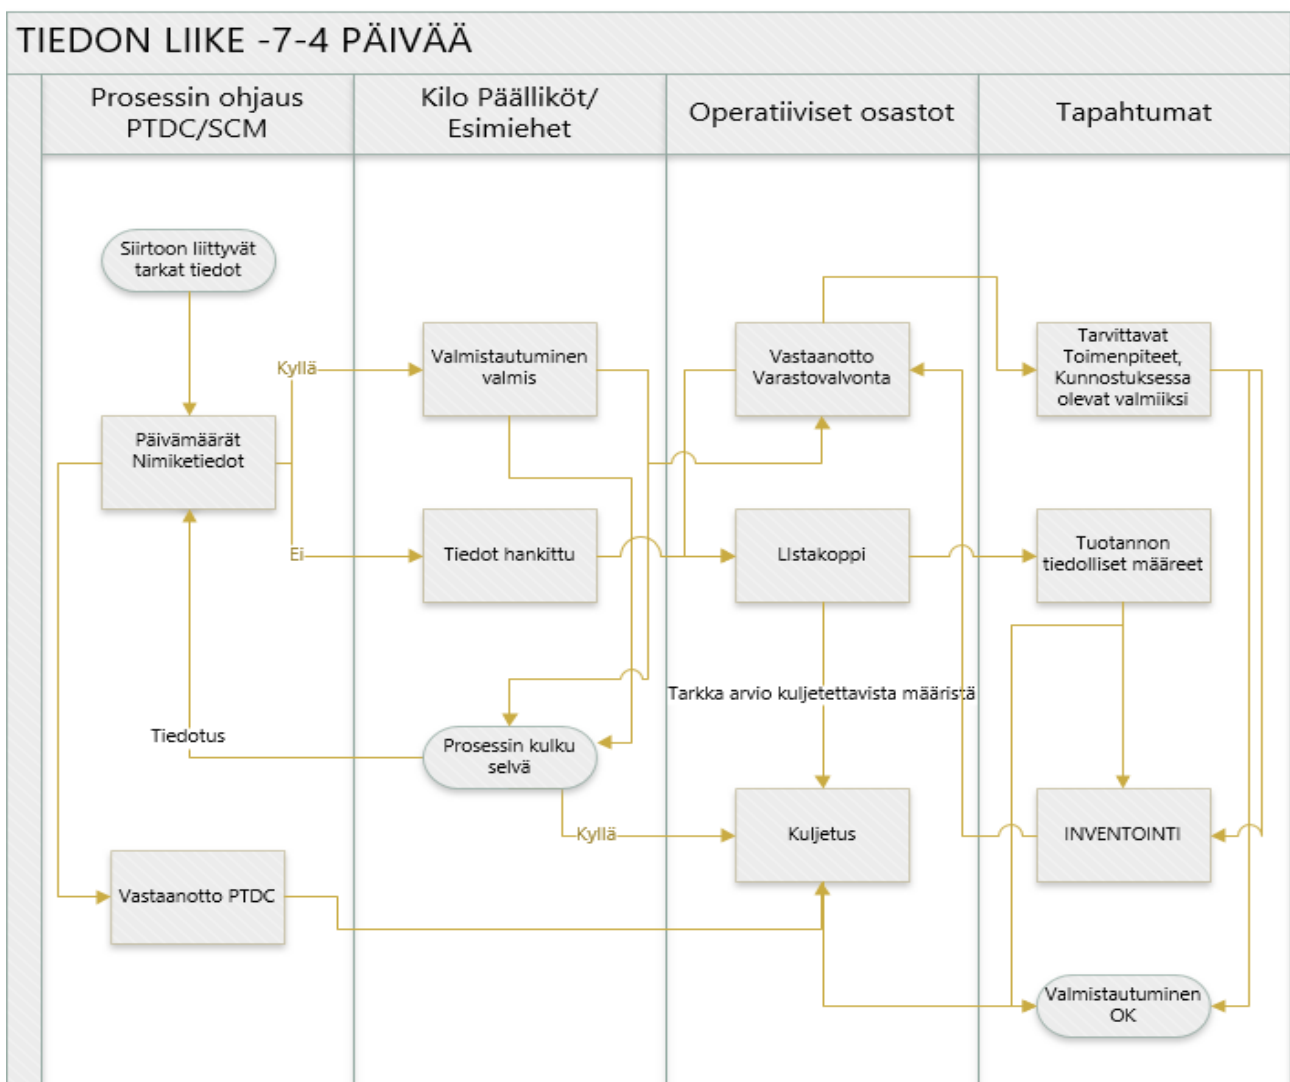 TIEDON LIIKE -7-4 PÄIVÄÄ
Prosessin ohjaus
PTDC/SCM
Kilo Päälliköt/
Esimiehet
Operatiiviset osastot
Tapahtumat
Siirtoon liittyvät
tarkat tiedot
Kyllä
Valmistautuminen
valmis
Vastaanotto
Varastovalvonta
Tarvittavat
Toimenpiteet,
Kunnostuksessa
olevat valmiiksi
Päivämäärät
Nimiketiedot
Ei
Tiedot hankittu
LIstakoppi
Tuotannon
tiedolliset määreet
Tarkka arvio kuljetettavista määristä
Tiedotus
Prosessin kulku
selvä
Kyllä
Kuljetus
INVENTOINTI
Vastaanotto PTDC
Valmistautuminen
OK